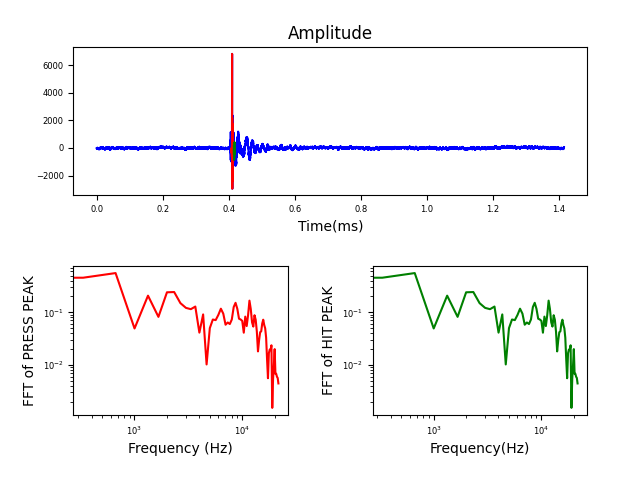 Amplitude
6000
4000
2000
0
−2000
0.0 0.2 0.4 0.6 0.8 1.0 1.2 1.4
Time(ms)
FFT of PRESS PEAK
10⁻¹
10⁻²
10³ 10⁴
Frequency (Hz)
FFT of HIT PEAK
10⁻¹
10⁻²
10³ 10⁴
Frequency(Hz)